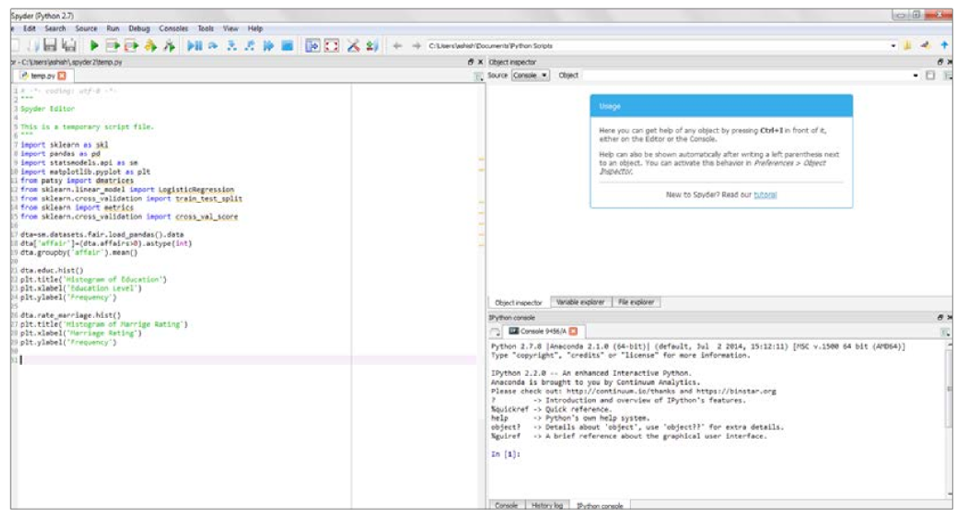 Spyder (Python 2.7)
Edit Search Source Run Debug Consoles Tools View Help
C:\Users\ashish\Documents\Python Scripts
- C:\Users\ashish\.spyder2\temp.py
temp.py
1 # -*- coding: utf-8 -*-
2 """
3 Spyder Editor
4
5 This is a temporary script file.
6 """
7 import sklearn as skl
8 import pandas as pd
9 import statsmodels.api as sm
10 import matplotlib.pyplot as plt
11 from patsy import dmatrices
12 from sklearn.linear_model import LogisticRegression
13 from sklearn.cross_validation import train_test_split
14 from sklearn import metrics
15 from sklearn.cross_validation import cross_val_score
16
17 dta=sm.datasets.fair.load_pandas().data
18 dta['affair']=(dta.affairs>0).astype(int)
19 dta.groupby('affair').mean()
20
21 dta.educ.hist()
22 plt.title('Histogram of Education')
23 plt.xlabel('Education Level')
24 plt.ylabel('Frequency')
25
26 dta.rate_marriage.hist()
27 plt.title('Histogram of Marrige Rating')
28 plt.xlabel('Marriage Rating')
29 plt.ylabel('Frequency')
30
31
Object inspector
Source Console Object
Usage
Here you can get help of any object by pressing Ctrl+I in front of it,
either on the Editor or the Console.
Help can also be shown automatically after writing a left parenthesis next
to an object. You can activate this behavior in Preferences > Object
Inspector.
New to Spyder? Read our tutorial
Object inspector Variable explorer File explorer
IPython console
Console 9486/A
Python 2.7.8 |Anaconda 2.1.0 (64-bit)| (default, Jul 2 2014, 15:12:11) [MSC v.1500 64 bit (AMD64)]
Type "copyright", "credits" or "license" for more information.
IPython 2.2.0 -- An enhanced Interactive Python.
Anaconda is brought to you by Continuum Analytics.
Please check out: http://continuum.io/thanks and https://binstar.org
? -> Introduction and overview of IPython's features.
%quickref -> Quick reference.
help -> Python's own help system.
object? -> Details about 'object', use 'object??' for extra details.
%guiref -> A brief reference about the graphical user interface.
In [1]:
Console History log IPython console